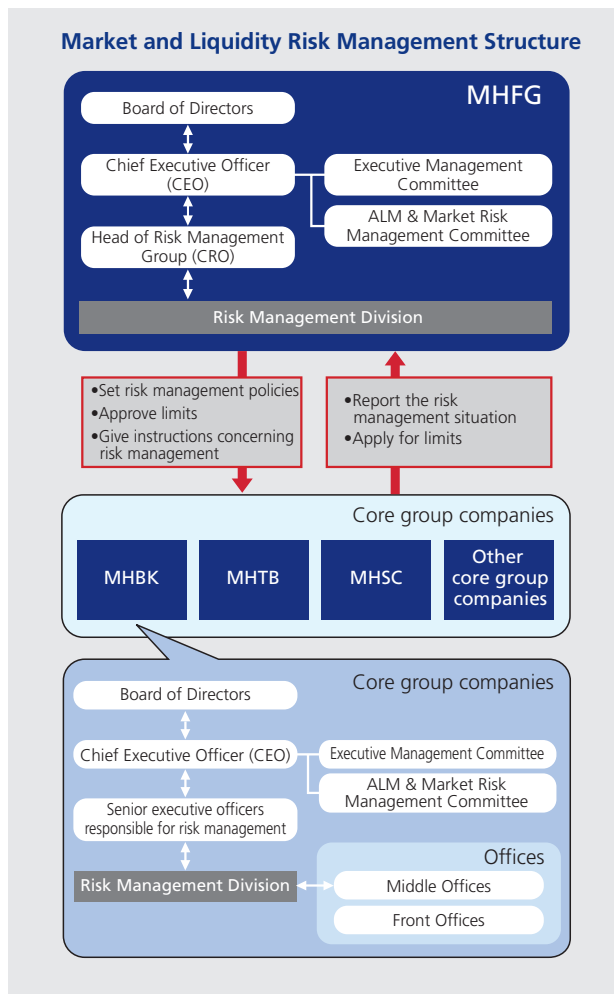 Market and Liquidity Risk Management Structure
MHFG
Board of Directors
Chief Executive Officer
(CEO)
Executive Management
Committee
ALM & Market Risk
Management Committee
Head of Risk Management
Group (CRO)
Risk Management Division
•Set risk management policies
•Approve limits
•Give instructions concerning
risk management
•Report the risk
management situation
•Apply for limits
Core group companies
MHBK
MHTB
MHSC
Other
core group
companies
Core group companies
Board of Directors
Chief Executive Officer (CEO)
Executive Management Committee
ALM & Market Risk
Management Committee
Senior executive officers
responsible for risk management
Risk Management Division
Offices
Middle Offices
Front Offices